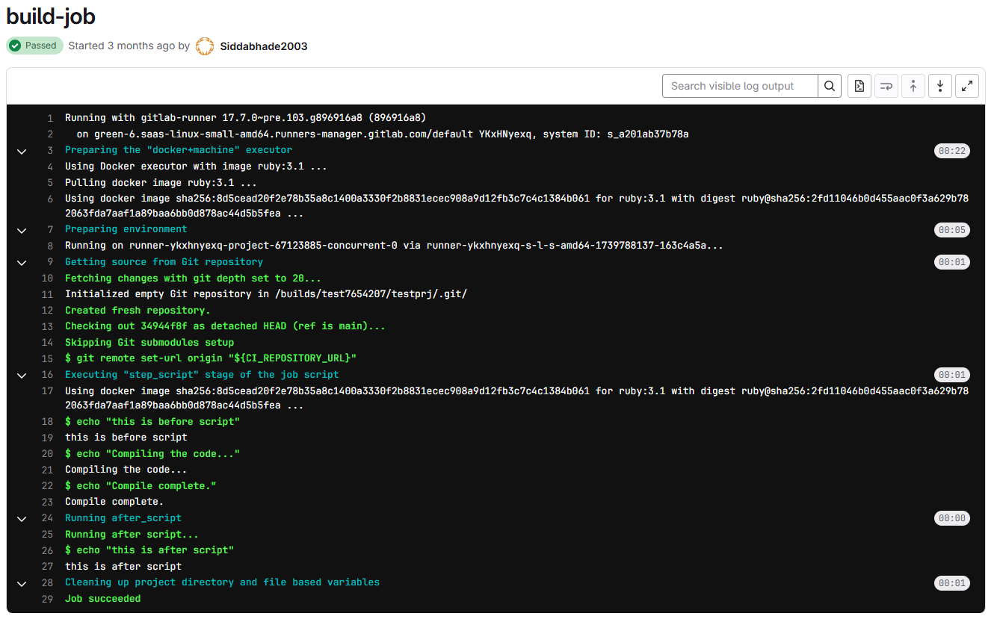 build-job
Passed Started 3 months ago by Siddabhade2003
Search visible log output
1 Running with gitlab-runner 17.7.0~pre.103.g896916a8 (896916a8)
2 on green-6.saas-linux-small-amd64.runners-manager.gitlab.com/default YKxHNyexq, system ID: s_a201ab37b78a
3 Preparing the "docker+machine" executor 00:22
4 Using Docker executor with image ruby:3.1 ...
5 Pulling docker image ruby:3.1 ...
6 Using docker image sha256:8d5cead20f2e78b35a8c1400a3330f2b8831ecec908a9d12fb3c7c4c1384b061 for ruby:3.1 with digest ruby@sha256:2fd11046b0d455aac0f3a629b78
2063fda7aaf1a89baa6bb0d878ac44d5b5fea ...
7 Preparing environment 00:05
8 Running on runner-ykxhnyexq-project-67123885-concurrent-0 via runner-ykxhnyexq-s-l-s-amd64-1739788137-163c4a5a...
9 Getting source from Git repository 00:01
10 Fetching changes with git depth set to 20...
11 Initialized empty Git repository in /builds/test7654207/testprj/.git/
12 Created fresh repository.
13 Checking out 34944f8f as detached HEAD (ref is main)...
14 Skipping Git submodules setup
15 $ git remote set-url origin "${CI_REPOSITORY_URL}"
16 Executing "step_script" stage of the job script 00:01
17 Using docker image sha256:8d5cead20f2e78b35a8c1400a3330f2b8831ecec908a9d12fb3c7c4c1384b061 for ruby:3.1 with digest ruby@sha256:2fd11046b0d455aac0f3a629b78
2063fda7aaf1a89baa6bb0d878ac44d5b5fea ...
18 $ echo "this is before script"
19 this is before script
20 $ echo "Compiling the code..."
21 Compiling the code...
22 $ echo "Compile complete."
23 Compile complete.
24 Running after_script 00:00
25 Running after script...
26 $ echo "this is after script"
27 this is after script
28 Cleaning up project directory and file based variables 00:01
29 Job succeeded